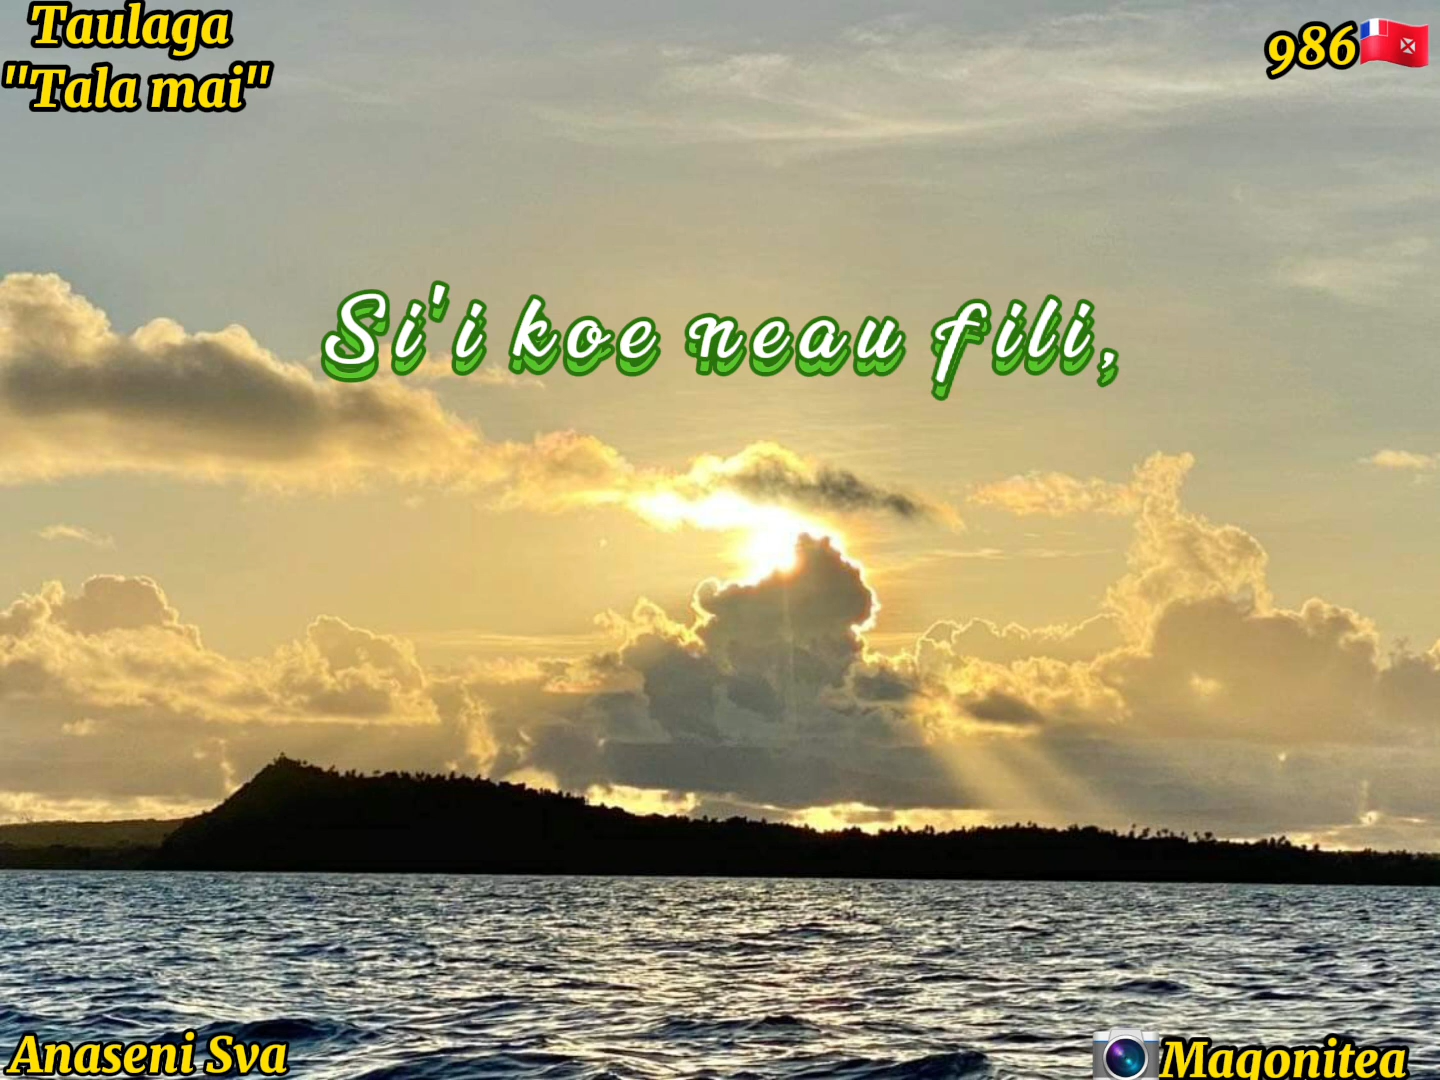 Taulaga
"Tala mai"
986
Si'i koe neau fili,
Anaseni Sva
Magonitea